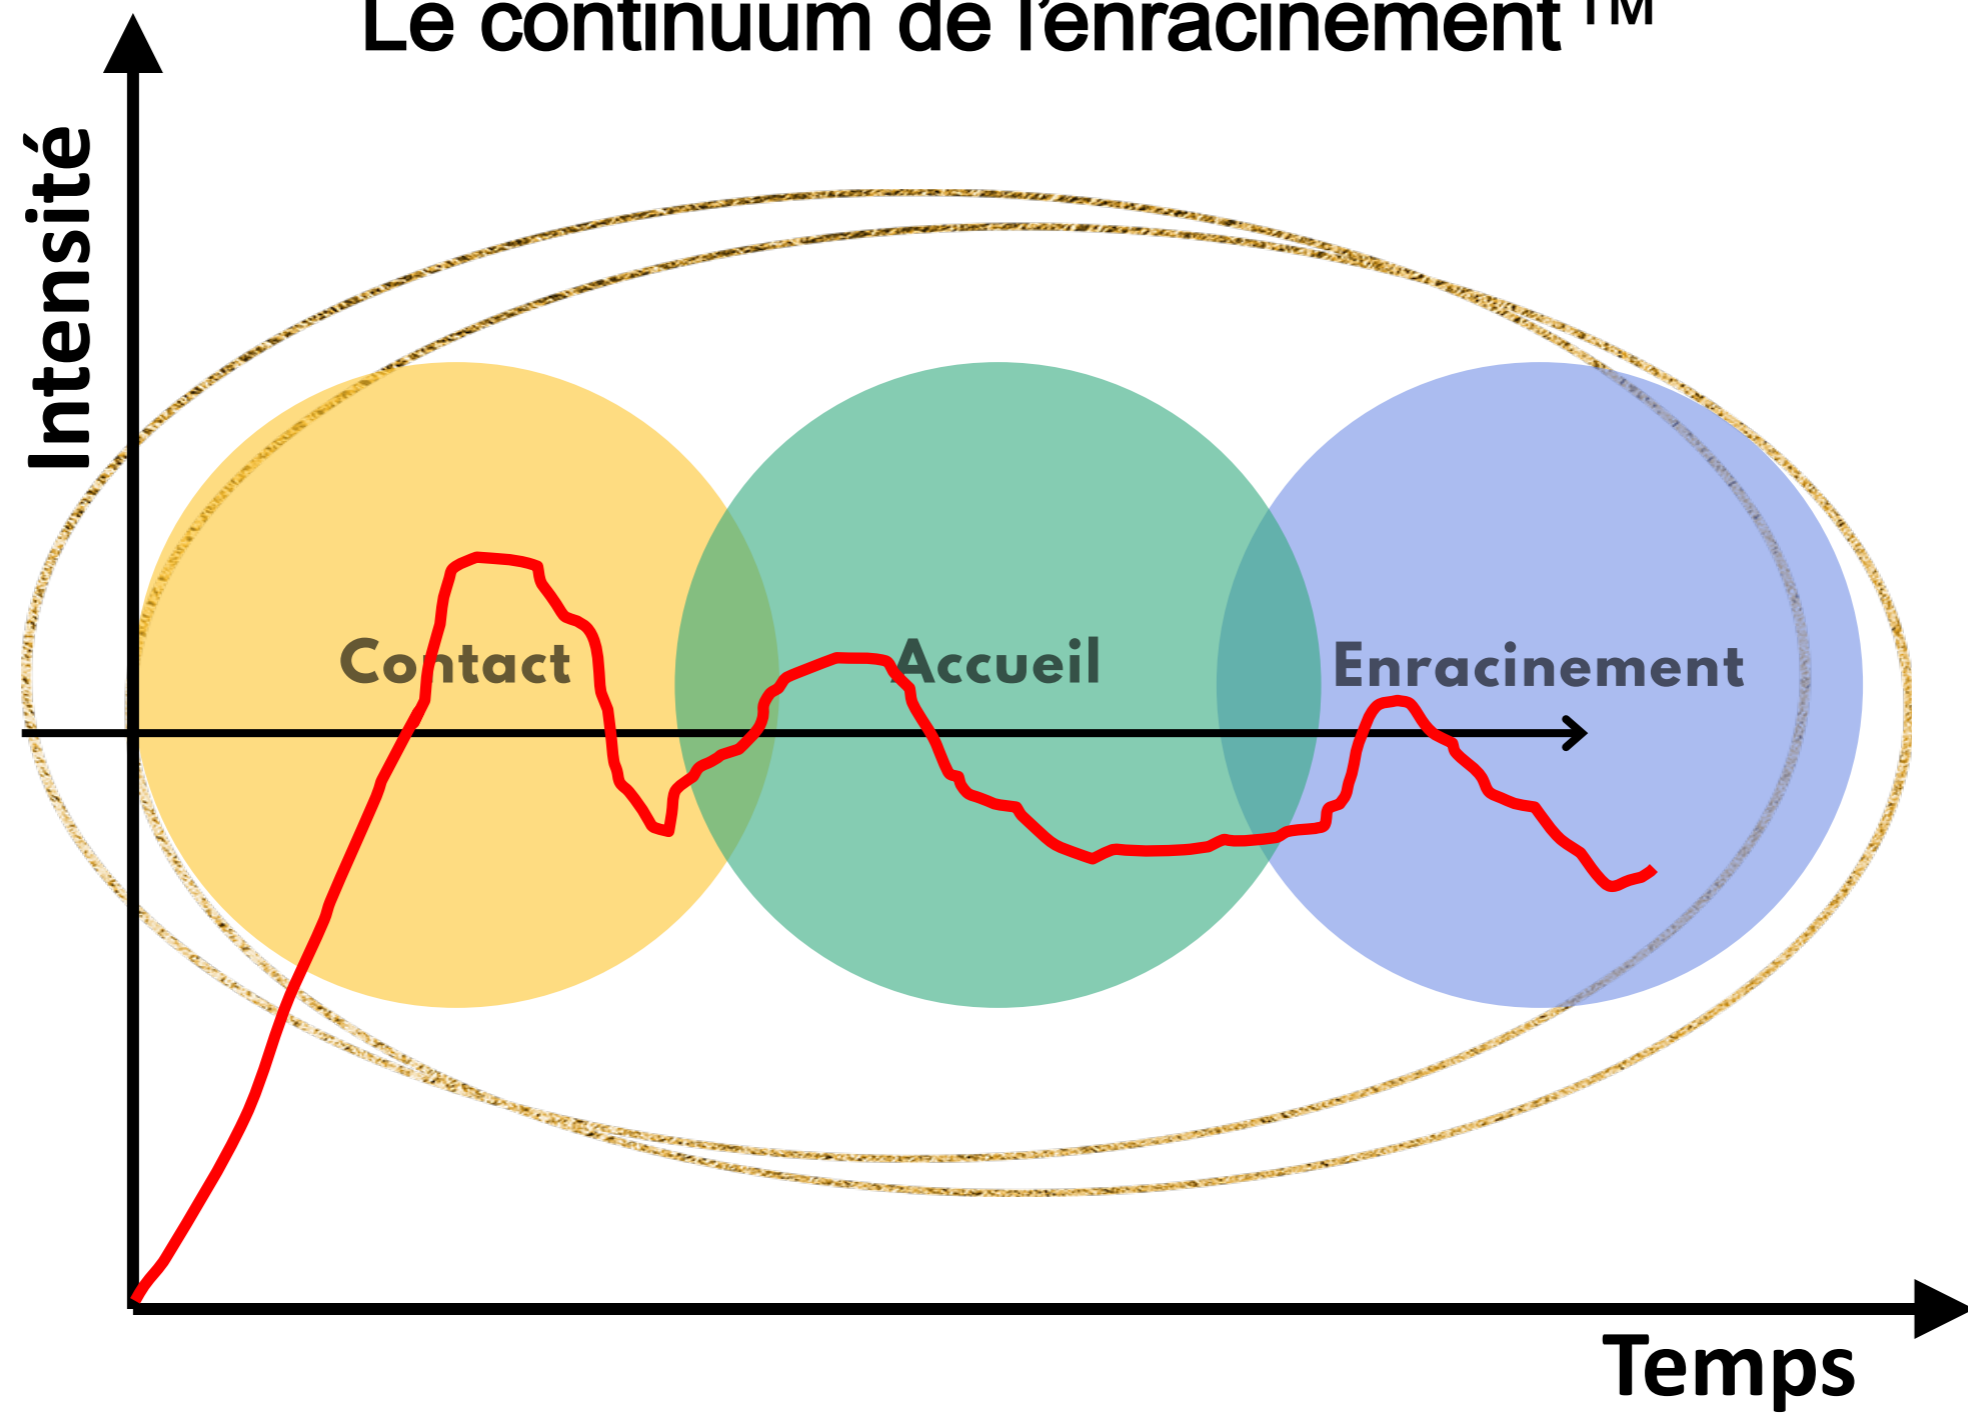 Le continuum de l'enracinement TM
Intensité
Contact
Accueil
Enracinement
Temps